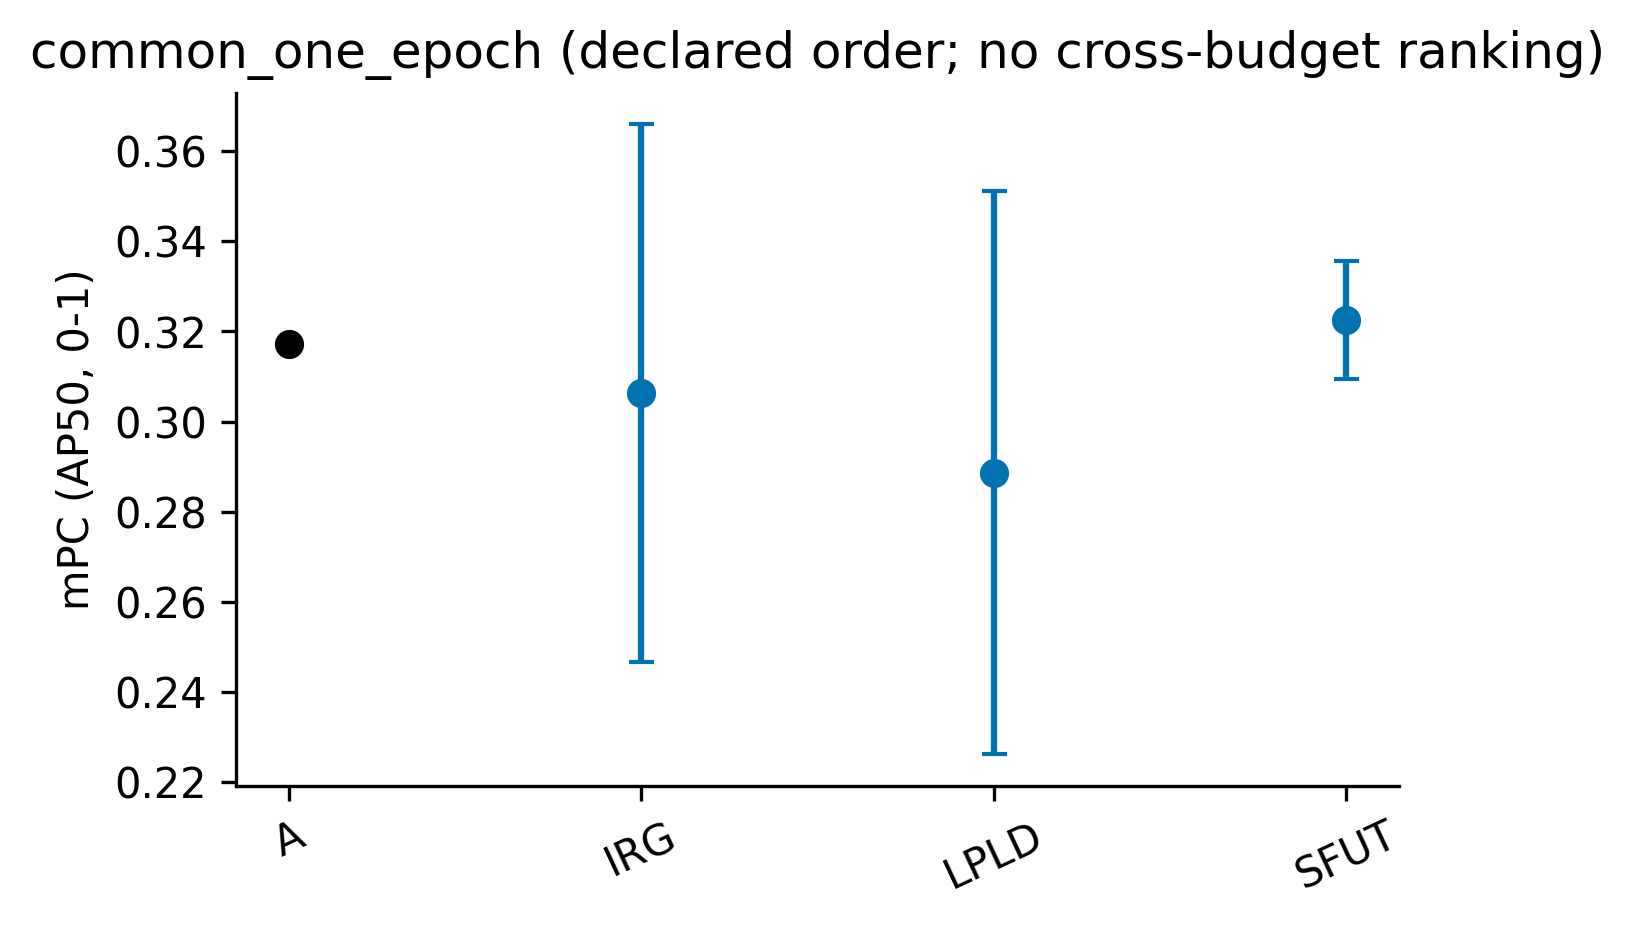 common_one_epoch (declared order; no cross-budget ranking)
mPC (AP50, 0-1)
0.36
0.34
0.32
0.30
0.28
0.26
0.24
0.22
A
IRG
LPLD
SFUT